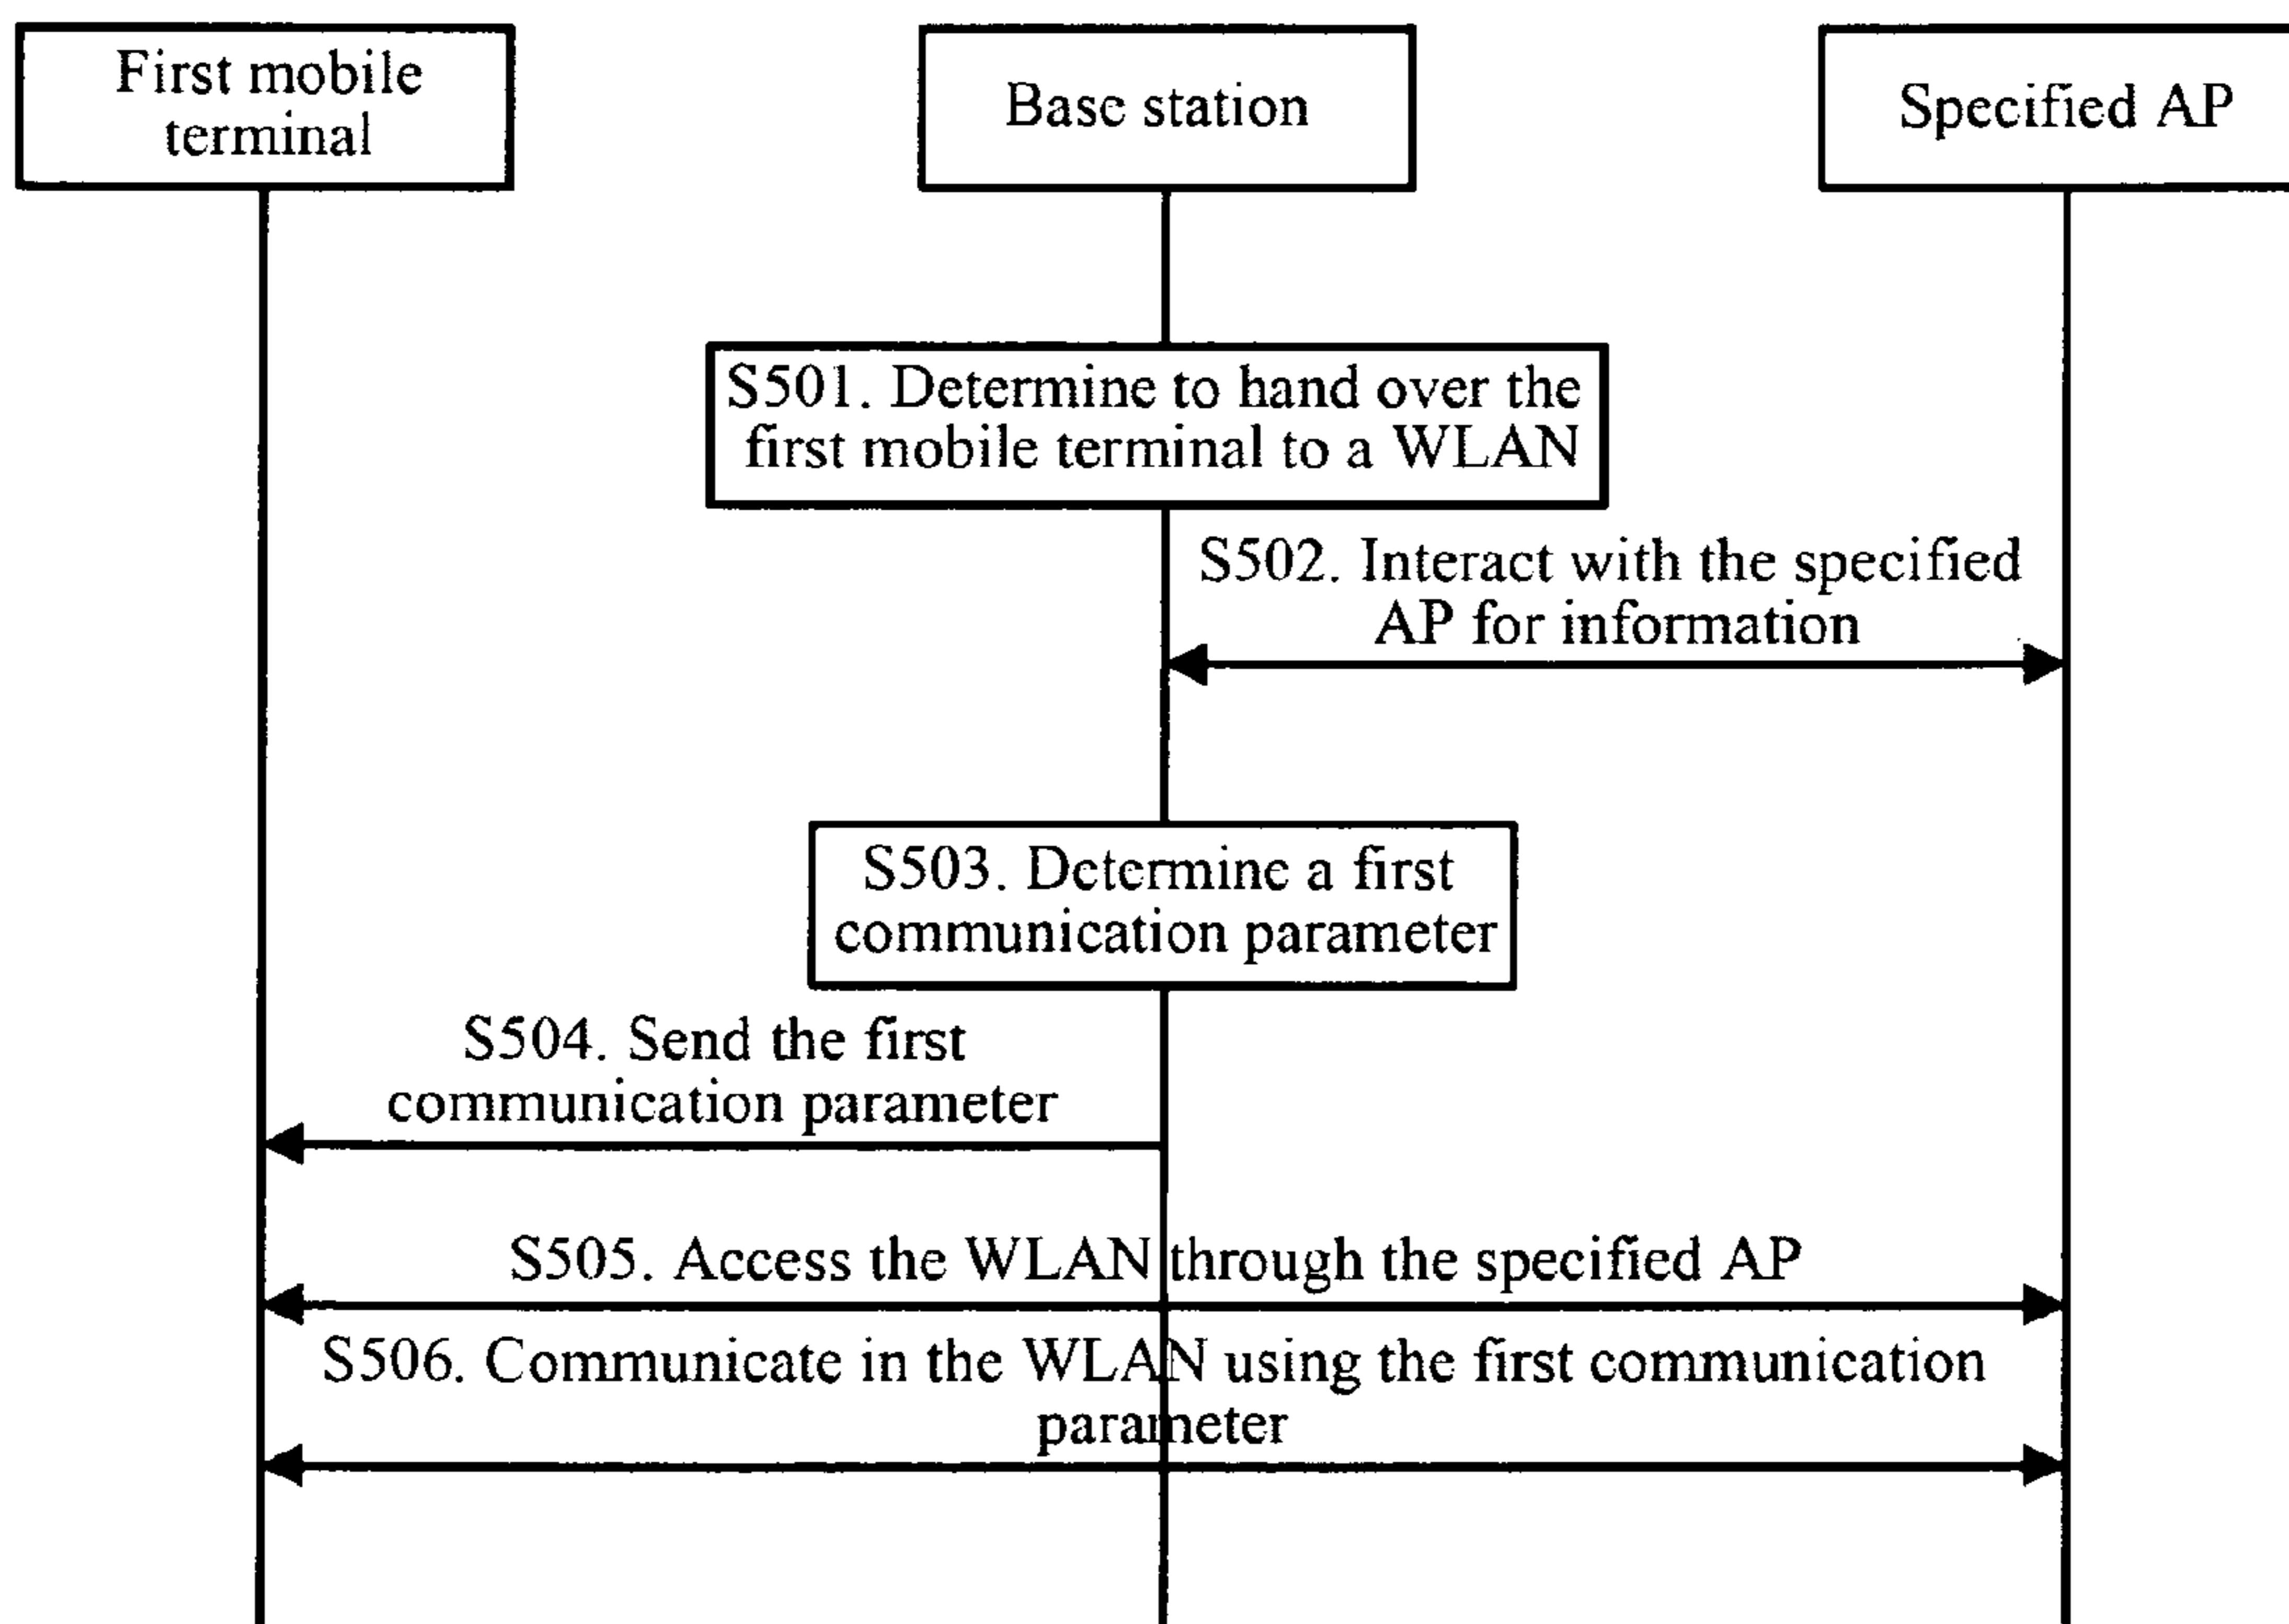 First mobile
terminal
Base station
Specified AP
S501. Determine to hand over the
first mobile terminal to a WLAN
S502. Interact with the specified
AP for information
S503. Determine a first
communication parameter
S504. Send the first
communication parameter
S505. Access the WLAN through the specified AP
S506. Communicate in the WLAN using the first communication
parameter